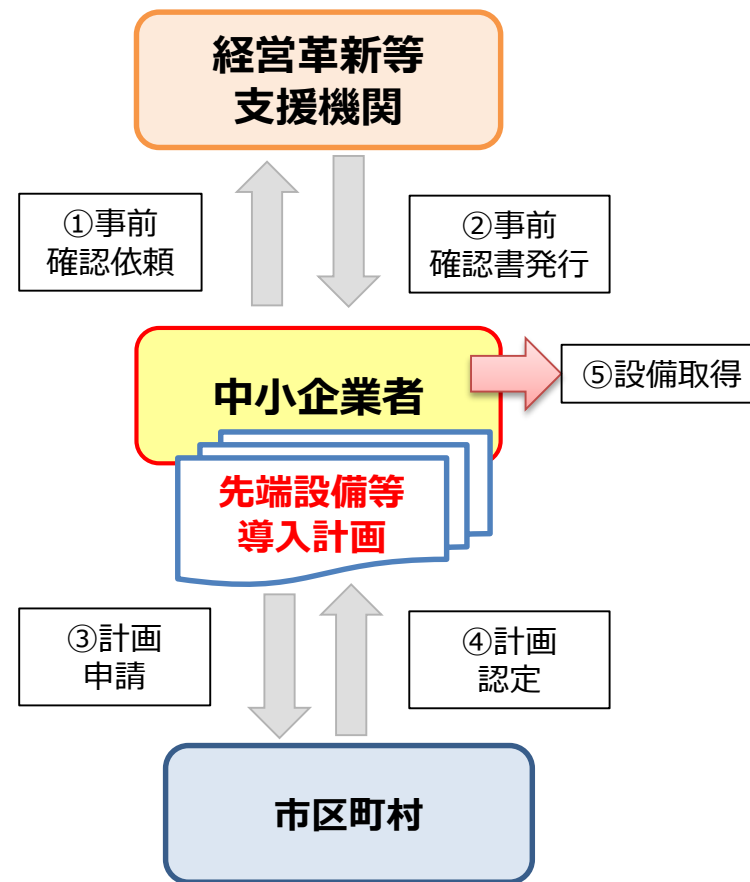 経営革新等
支援機関
①事前
確認依頼
②事前
確認書発行
中小企業者
⑤設備取得
先端設備等
導入計画
③計画
申請
④計画
認定
市区町村